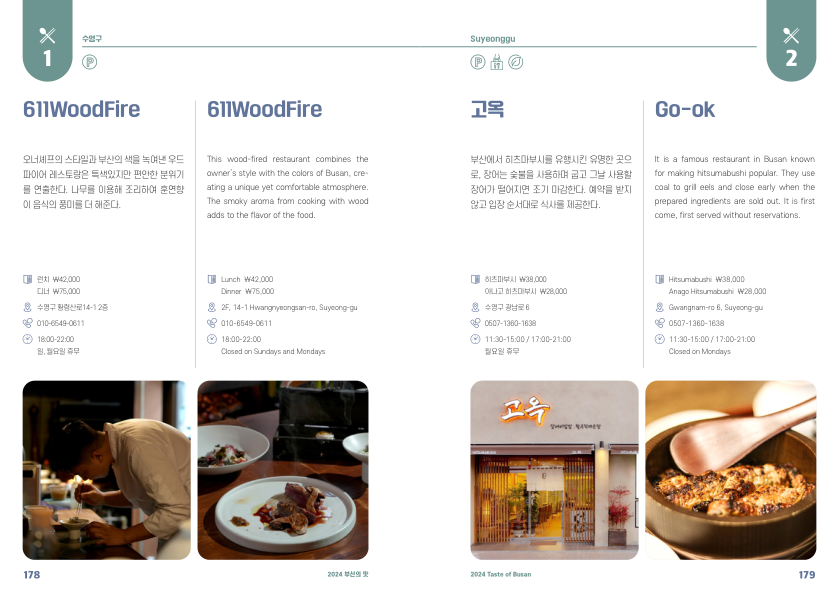 1
수영구
611WoodFire
오너셰프의 스타일과 부산의 색을 녹여낸 우드
파이어 레스토랑은 특색있지만 편안한 분위기
를 연출한다. 나무를 이용해 조리하여 훈연향
이 음식의 풍미를 더 해준다.
런치 ₩42,000
디너 ₩75,000
수영구 황령산로14-1 2층
010-6549-0611
18:00-22:00
일, 월요일 휴무
611WoodFire
This wood-fired restaurant combines the
owner's style with the colors of Busan, cre-
ating a unique yet comfortable atmosphere.
The smoky aroma from cooking with wood
adds to the flavor of the food.
Lunch ₩42,000
Dinner ₩75,000
2F, 14-1 Hwangnyeongsan-ro, Suyeong-gu
010-6549-0611
18:00-22:00
Closed on Sundays and Mondays
178
2024 부산의 맛
Suyeonggu
2
고옥
부산에서 히츠마부시를 유행시킨 유명한 곳으
로, 장어는 숯불을 사용하며 굽고 그날 사용할
장어가 떨어지면 조기 마감한다. 예약을 받지
않고 입장 순서대로 식사를 제공한다.
히츠마부시 ₩38,000
아나고 히츠마부시 ₩28,000
수영구 광남로 6
0507-1360-1638
11:30-15:00 / 17:00-21:00
월요일 휴무
Go-ok
It is a famous restaurant in Busan known
for making hitsumabushi popular. They use
coal to grill eels and close early when the
prepared ingredients are sold out. It is first
come, first served without reservations.
Hitsumabushi ₩38,000
Anago Hitsumabushi ₩28,000
Gwangnam-ro 6, Suyeong-gu
0507-1360-1638
11:30-15:00 / 17:00-21:00
Closed on Mondays
고옥
2024 Taste of Busan
179